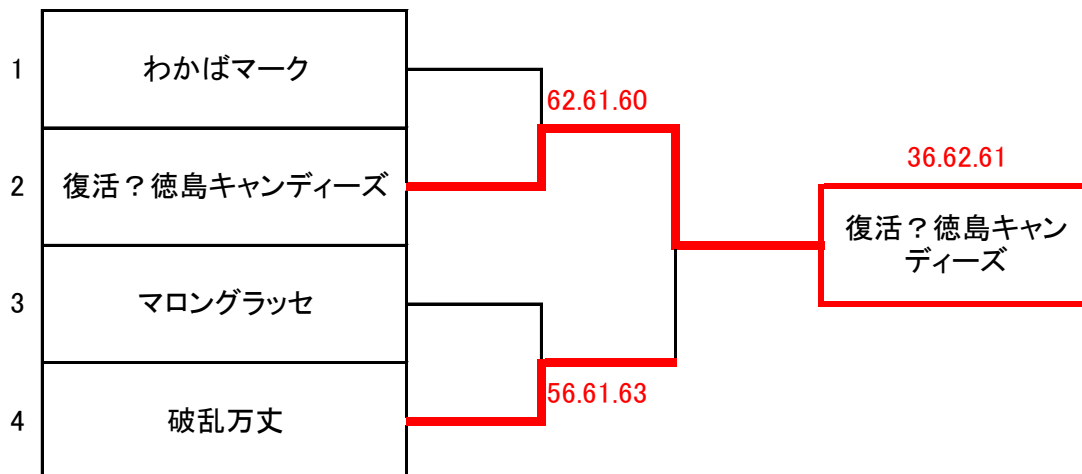 1 わかばマーク
62.61.60
36.62.61
2 復活？徳島キャンディーズ
復活？徳島キャン
ディーズ
3 マロングラッセ
56.61.63
4 破乱万丈